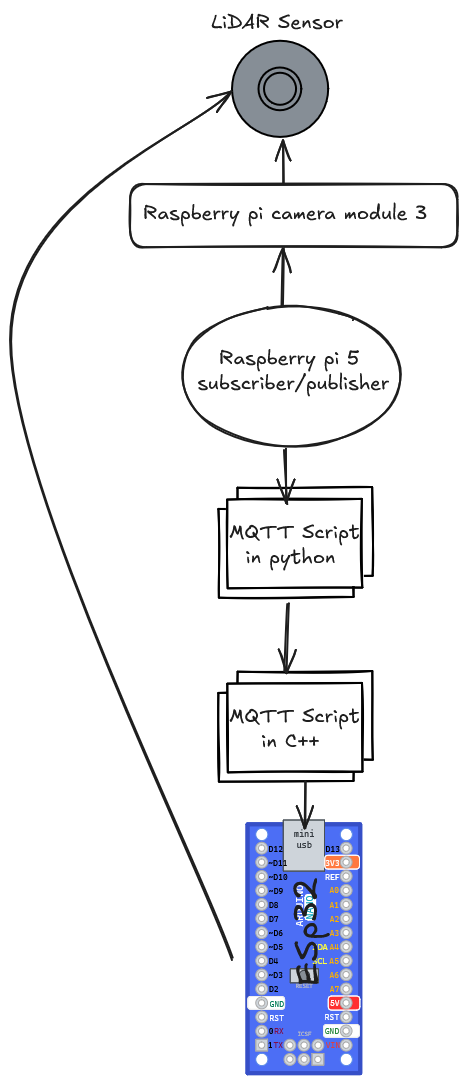 LiDAR Sensor
Raspberry pi camera module 3
Raspberry pi 5
subscriber/publisher
MQTT Script
in python
MQTT Script
in C++
mini
usb
D12
D13
D11
3V3
D10
REF
D9
A0
D8
A1
D7
A2
D6
A3
D5
A4
D4
SCL A5
D3
A6
D2
A7
GND
5V
RST
RST
0 RX
GND
1 TX
ARDUINO
ESp32
RESET
ICSP